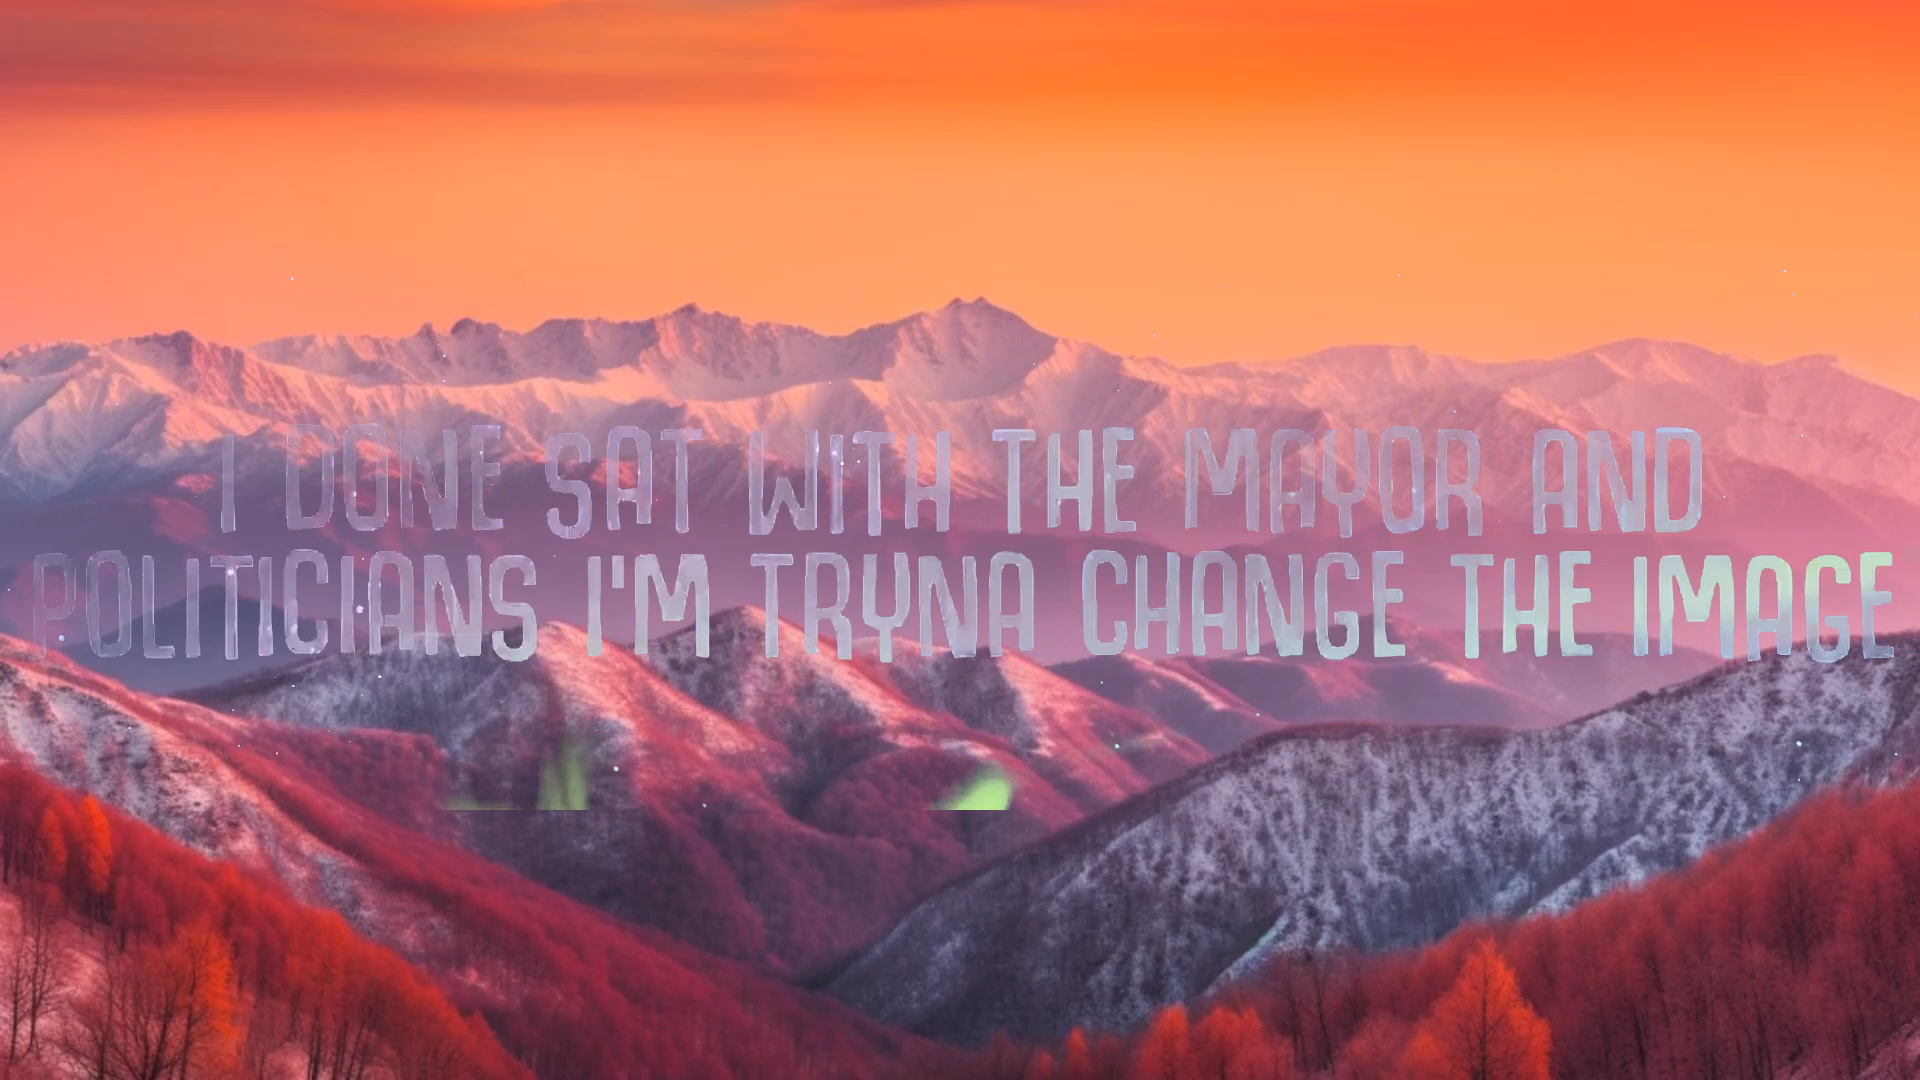 I DONE SAT WITH THE MAYOR AND
POLITICIANS I'M TRYNA CHANGE THE IMAGE